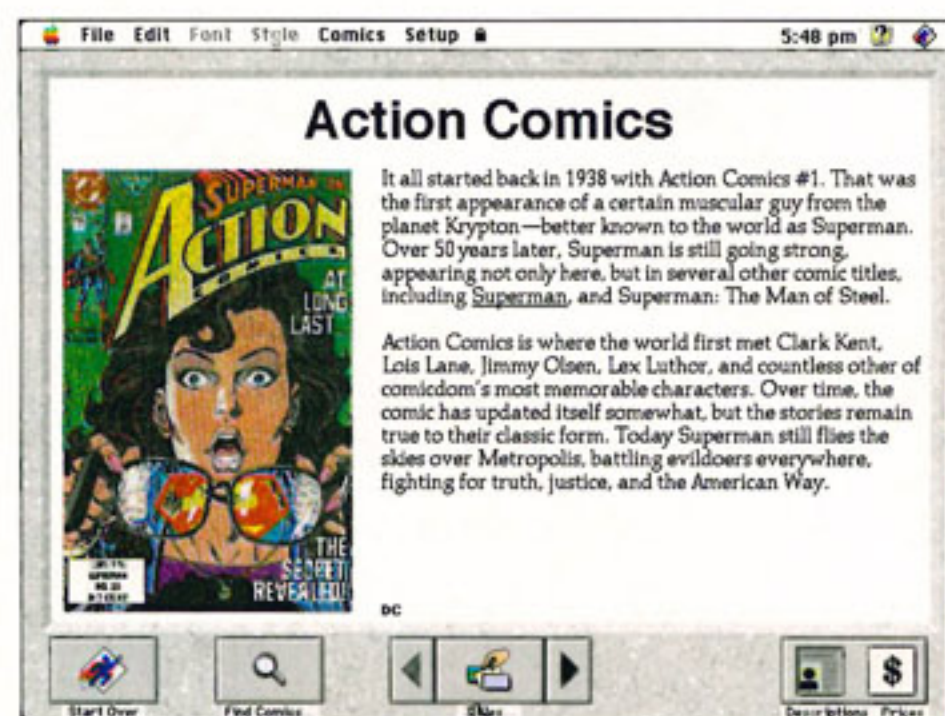 File Edit Font Style Comics Setup 5:48 pm
Action Comics
SUPERMAN IN
ACTION
COMICS
AT
LONG
LAST
THE
SECRET
REVEALED!
It all started back in 1938 with Action Comics #1. That was
the first appearance of a certain muscular guy from the
planet Krypton—better known to the world as Superman.
Over 50 years later, Superman is still going strong,
appearing not only here, but in several other comic titles,
including Superman, and Superman: The Man of Steel.
Action Comics is where the world first met Clark Kent,
Lois Lane, Jimmy Olsen, Lex Luthor, and countless other of
comicdom's most memorable characters. Over time, the
comic has updated itself somewhat, but the stories remain
true to their classic form. Today Superman still flies the
skies over Metropolis, battling evildoers everywhere,
fighting for truth, justice, and the American Way.
DC
Start Over Find Comics $ Descriptions Prices